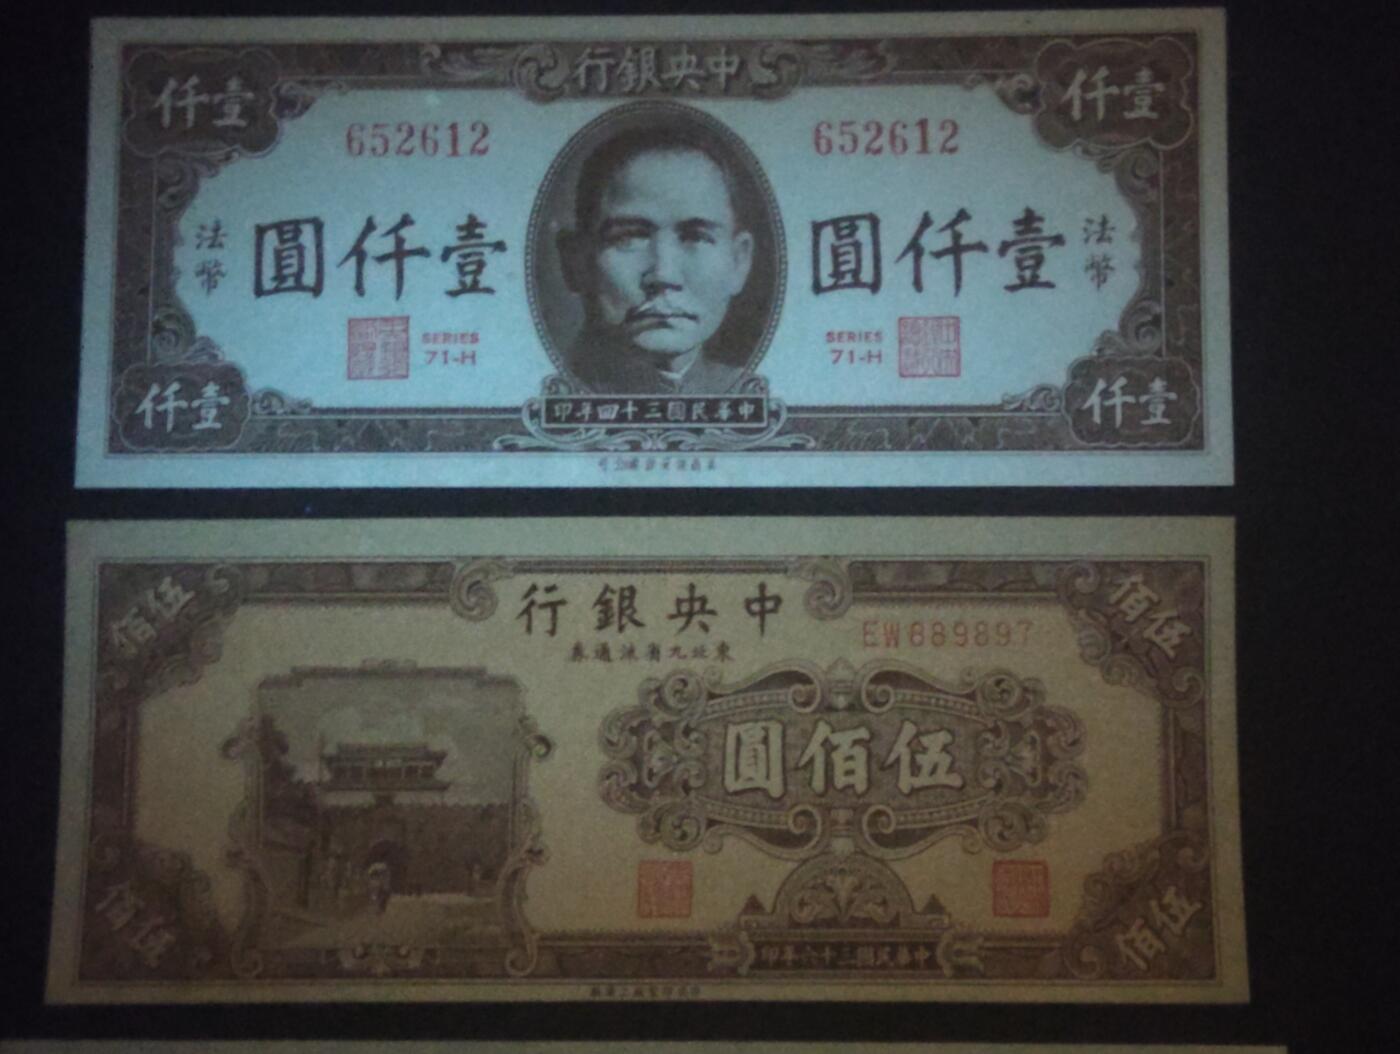 中央銀行
仟壹
仟壹
652612
652612
法幣
圓仟壹
圓仟壹
法幣
SERIES
71-H
SERIES
71-H
仟壹
中華民國三十四年印
仟壹
中央銀行
東北九省流通券
佰伍
佰伍
EW889897
伍佰圓
佰伍
中華民國三十六年印
佰伍